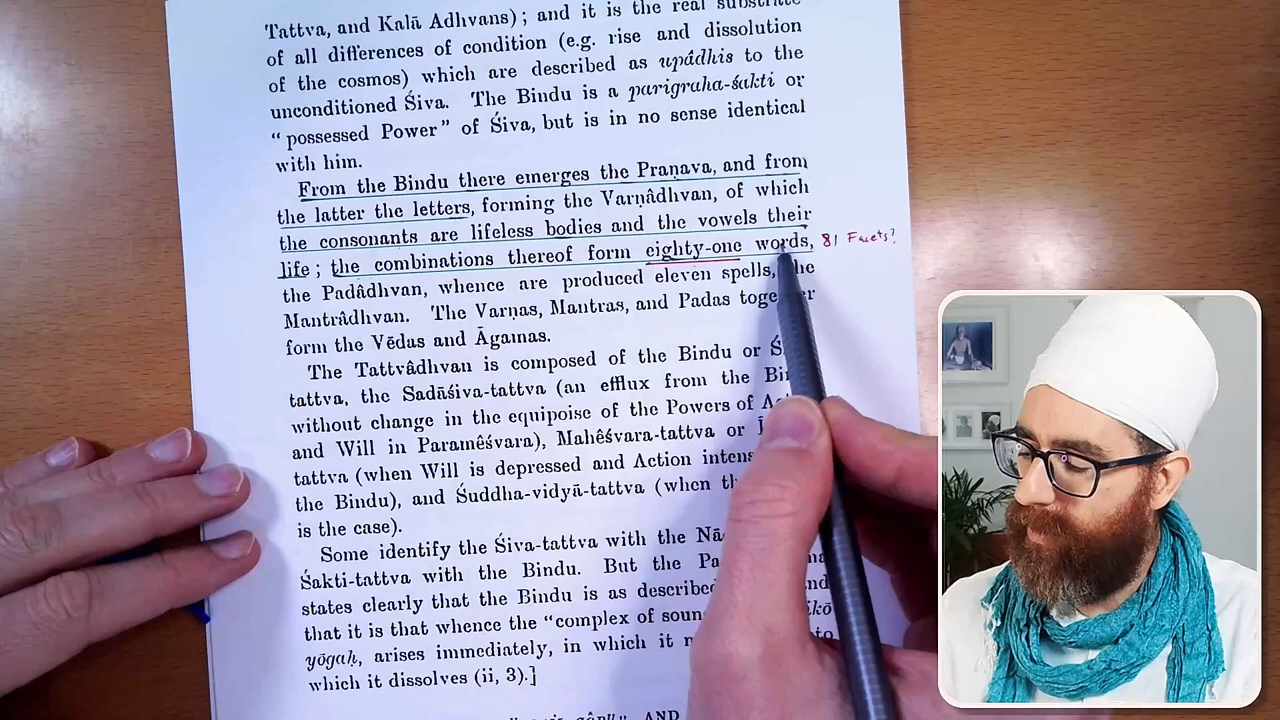 Tattva, and Kalā Adhvans) ; and it is the real substrate
of all differences of condition (e.g. rise and dissolution
of the cosmos) which are described as upâdhis to the
unconditioned Śiva. The Bindu is a parigraha-śakti or
“ possessed Power ” of Śiva, but is in no sense identical
with him.
From the Bindu there emerges the Praṇava, and from
the latter the letters, forming the Varṇâdhvan, of which
the consonants are lifeless bodies and the vowels their
life ; the combinations thereof form eighty-one words, 81 Facets?
the Padâdhvan, whence are produced eleven spells, the
Mantrâdhvan. The Varṇas, Mantras, and Padas together
form the Vēdas and Āgamas.
The Tattvâdhvan is composed of the Bindu or
tattva, the Sadāśiva-tattva (an efflux from the
without change in the equipoise of the Powers of
and Will in Paramêśvara), Mahêśvara-tattva or
tattva (when Will is depressed and Action
the Bindu), and Śuddha-vidyā-tattva (when
is the case).
Some identify the Śiva-tattva with the
Śakti-tattva with the Bindu. But the
states clearly that the Bindu is as
that it is that whence the “complex of
yōgaḥ, arises immediately, in which it to
which it dissolves (ii, 3).]
AND